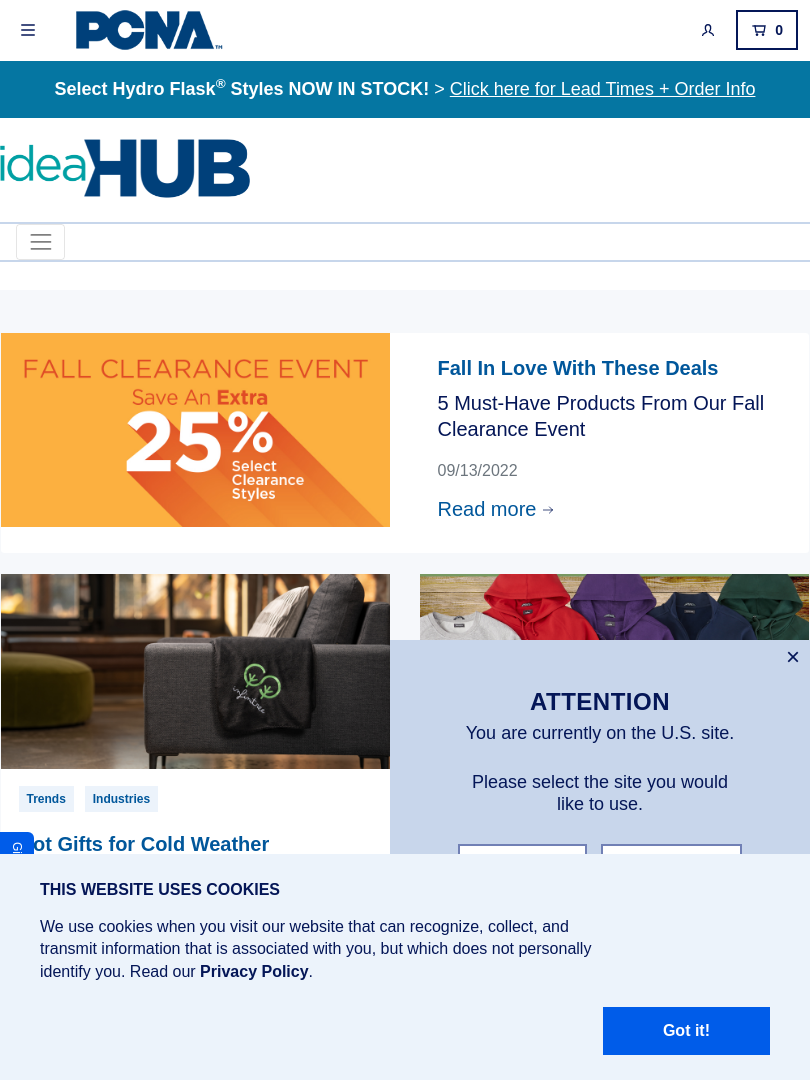 PCNA™
0
Select Hydro Flask® Styles NOW IN STOCK! > Click here for Lead Times + Order Info
ideaHUB
FALL CLEARANCE EVENT
Save An Extra
25%
Select
Clearance
Styles
Fall In Love With These Deals
5 Must-Have Products From Our Fall
Clearance Event
09/13/2022
Read more →
infinitree
Trends Industries
ot Gifts for Cold Weather
Gi
×
ATTENTION
You are currently on the U.S. site.
Please select the site you would
like to use.
THIS WEBSITE USES COOKIES
We use cookies when you visit our website that can recognize, collect, and
transmit information that is associated with you, but which does not personally
identify you. Read our Privacy Policy.
Got it!